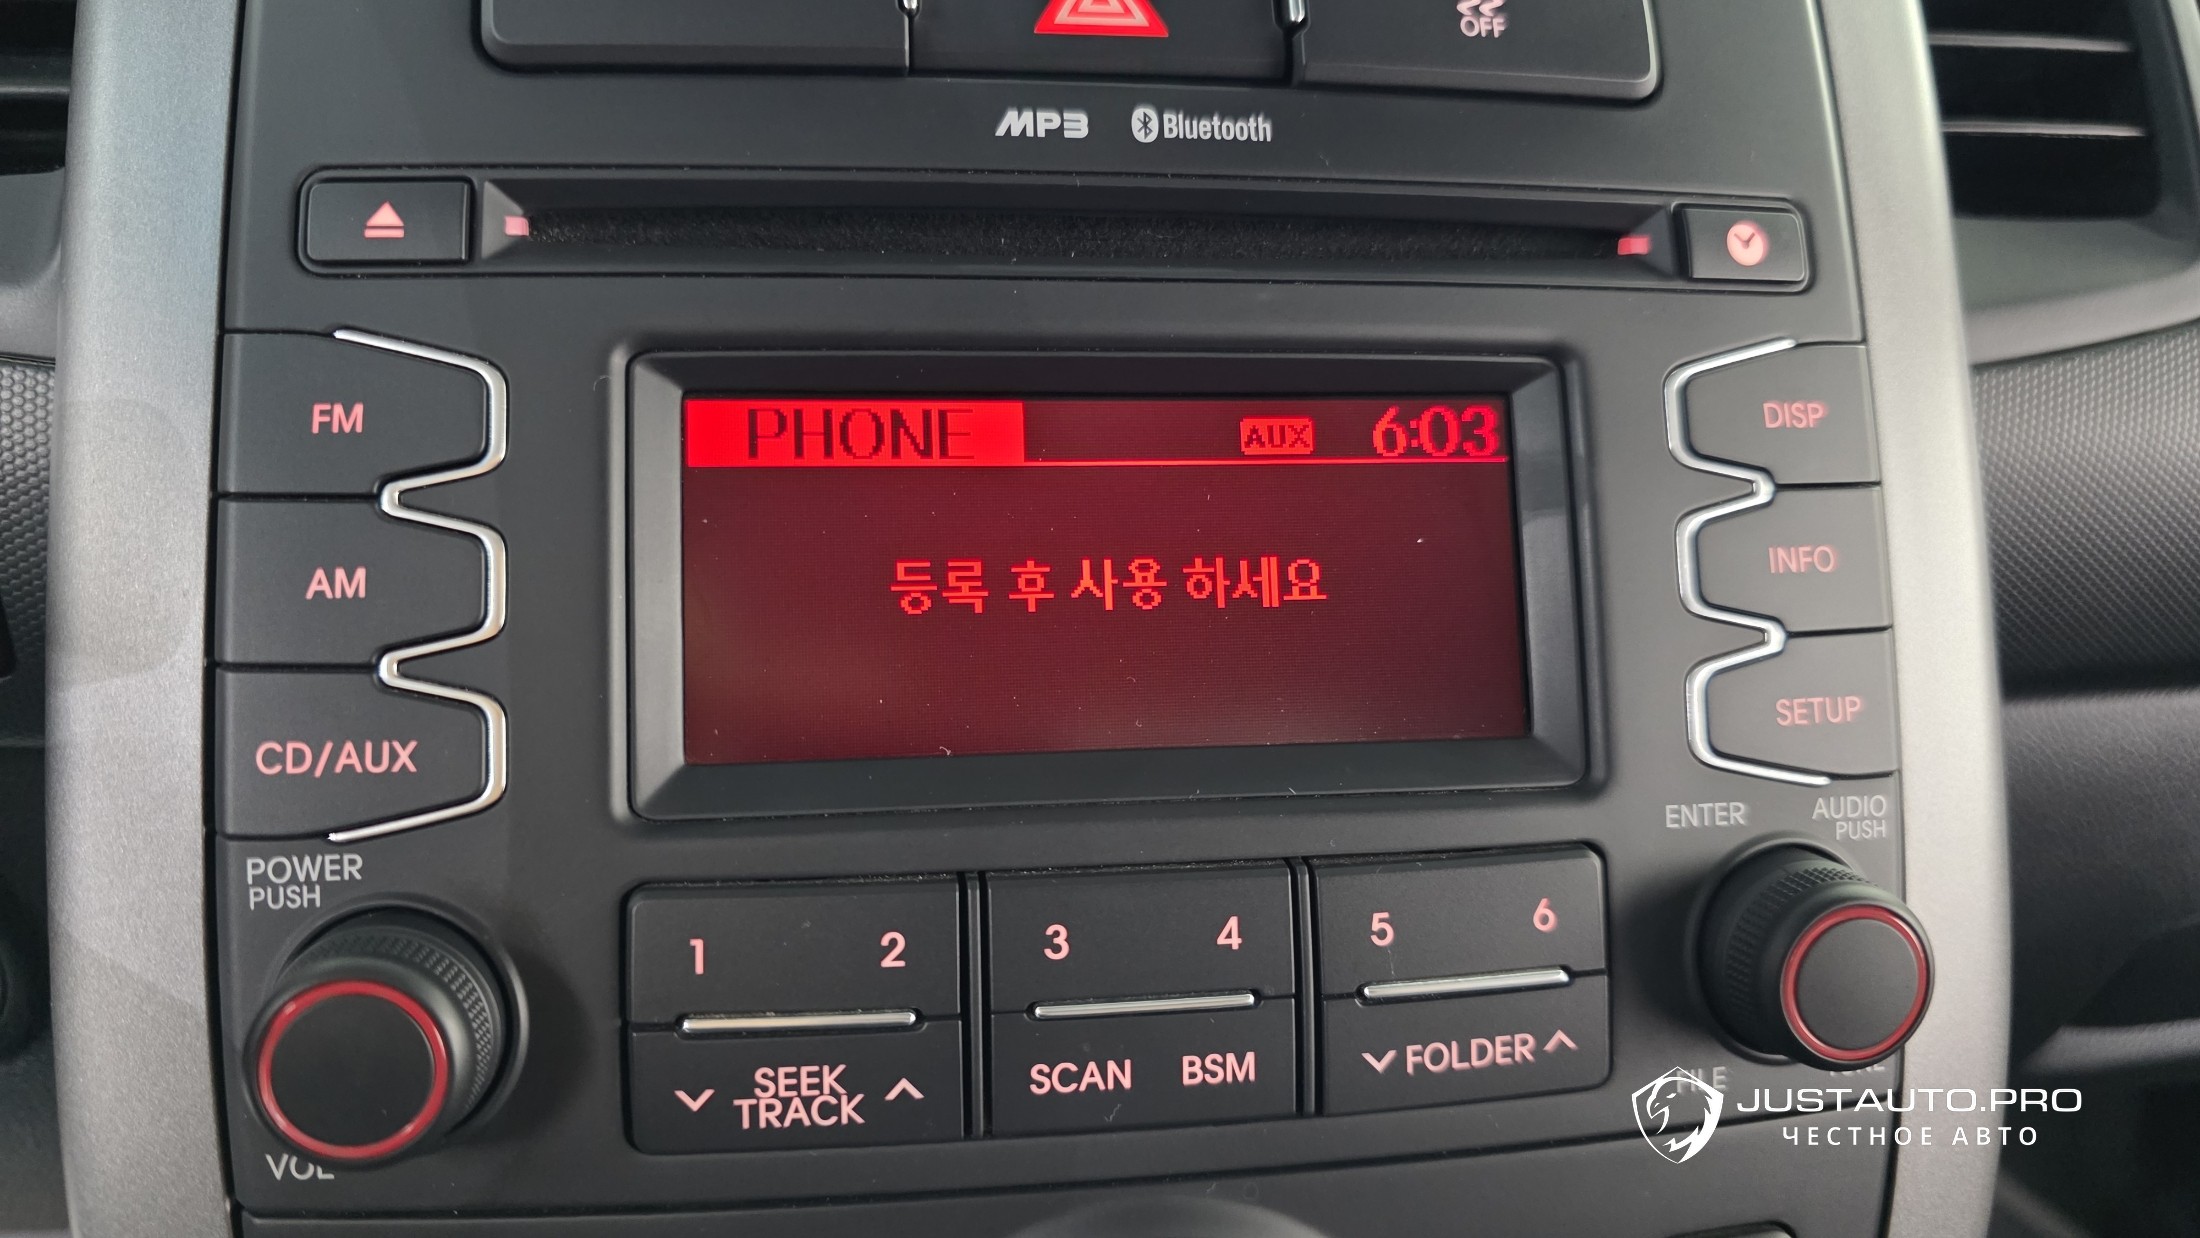 OFF
MP3 Bluetooth
FM
AM
CD/AUX
PHONE AUX 6:03
등록 후 사용 하세요
DISP
INFO
SETUP
POWER
PUSH
VOL
1 2 3 4 5 6
SEEK
TRACK
SCAN BSM
FOLDER
ENTER
AUDIO
PUSH
FILE
JUSTAUTO.PRO
ЧЕСТНОЕ АВТО